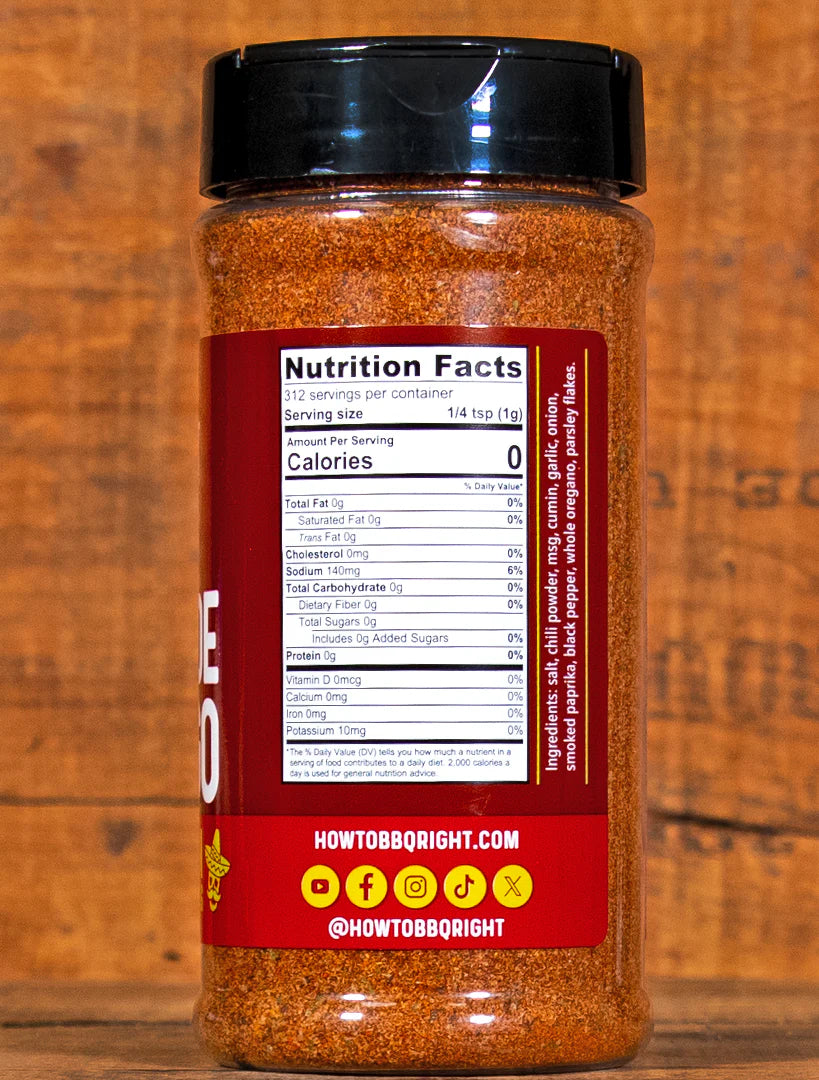 Nutrition Facts
312 servings per container
Serving size 1/4 tsp (1g)
Amount Per Serving
Calories 0
% Daily Value*
Total Fat 0g 0%
Saturated Fat 0g 0%
Trans Fat 0g
Cholesterol 0mg 0%
Sodium 140mg 6%
Total Carbohydrate 0g 0%
Dietary Fiber 0g 0%
Total Sugars 0g
Includes 0g Added Sugars 0%
Protein 0g 0%
Vitamin D 0mcg 0%
Calcium 0mg 0%
Iron 0mg 0%
Potassium 10mg 0%
*The % Daily Value (DV) tells you how much a nutrient in a
serving of food contributes to a daily diet. 2,000 calories a
day is used for general nutrition advice.
Ingredients: salt, chili powder, msg, cumin, garlic, onion,
smoked paprika, black pepper, whole oregano, parsley flakes.
HOWTOBBQRIGHT.COM
@HOWTOBBQRIGHT